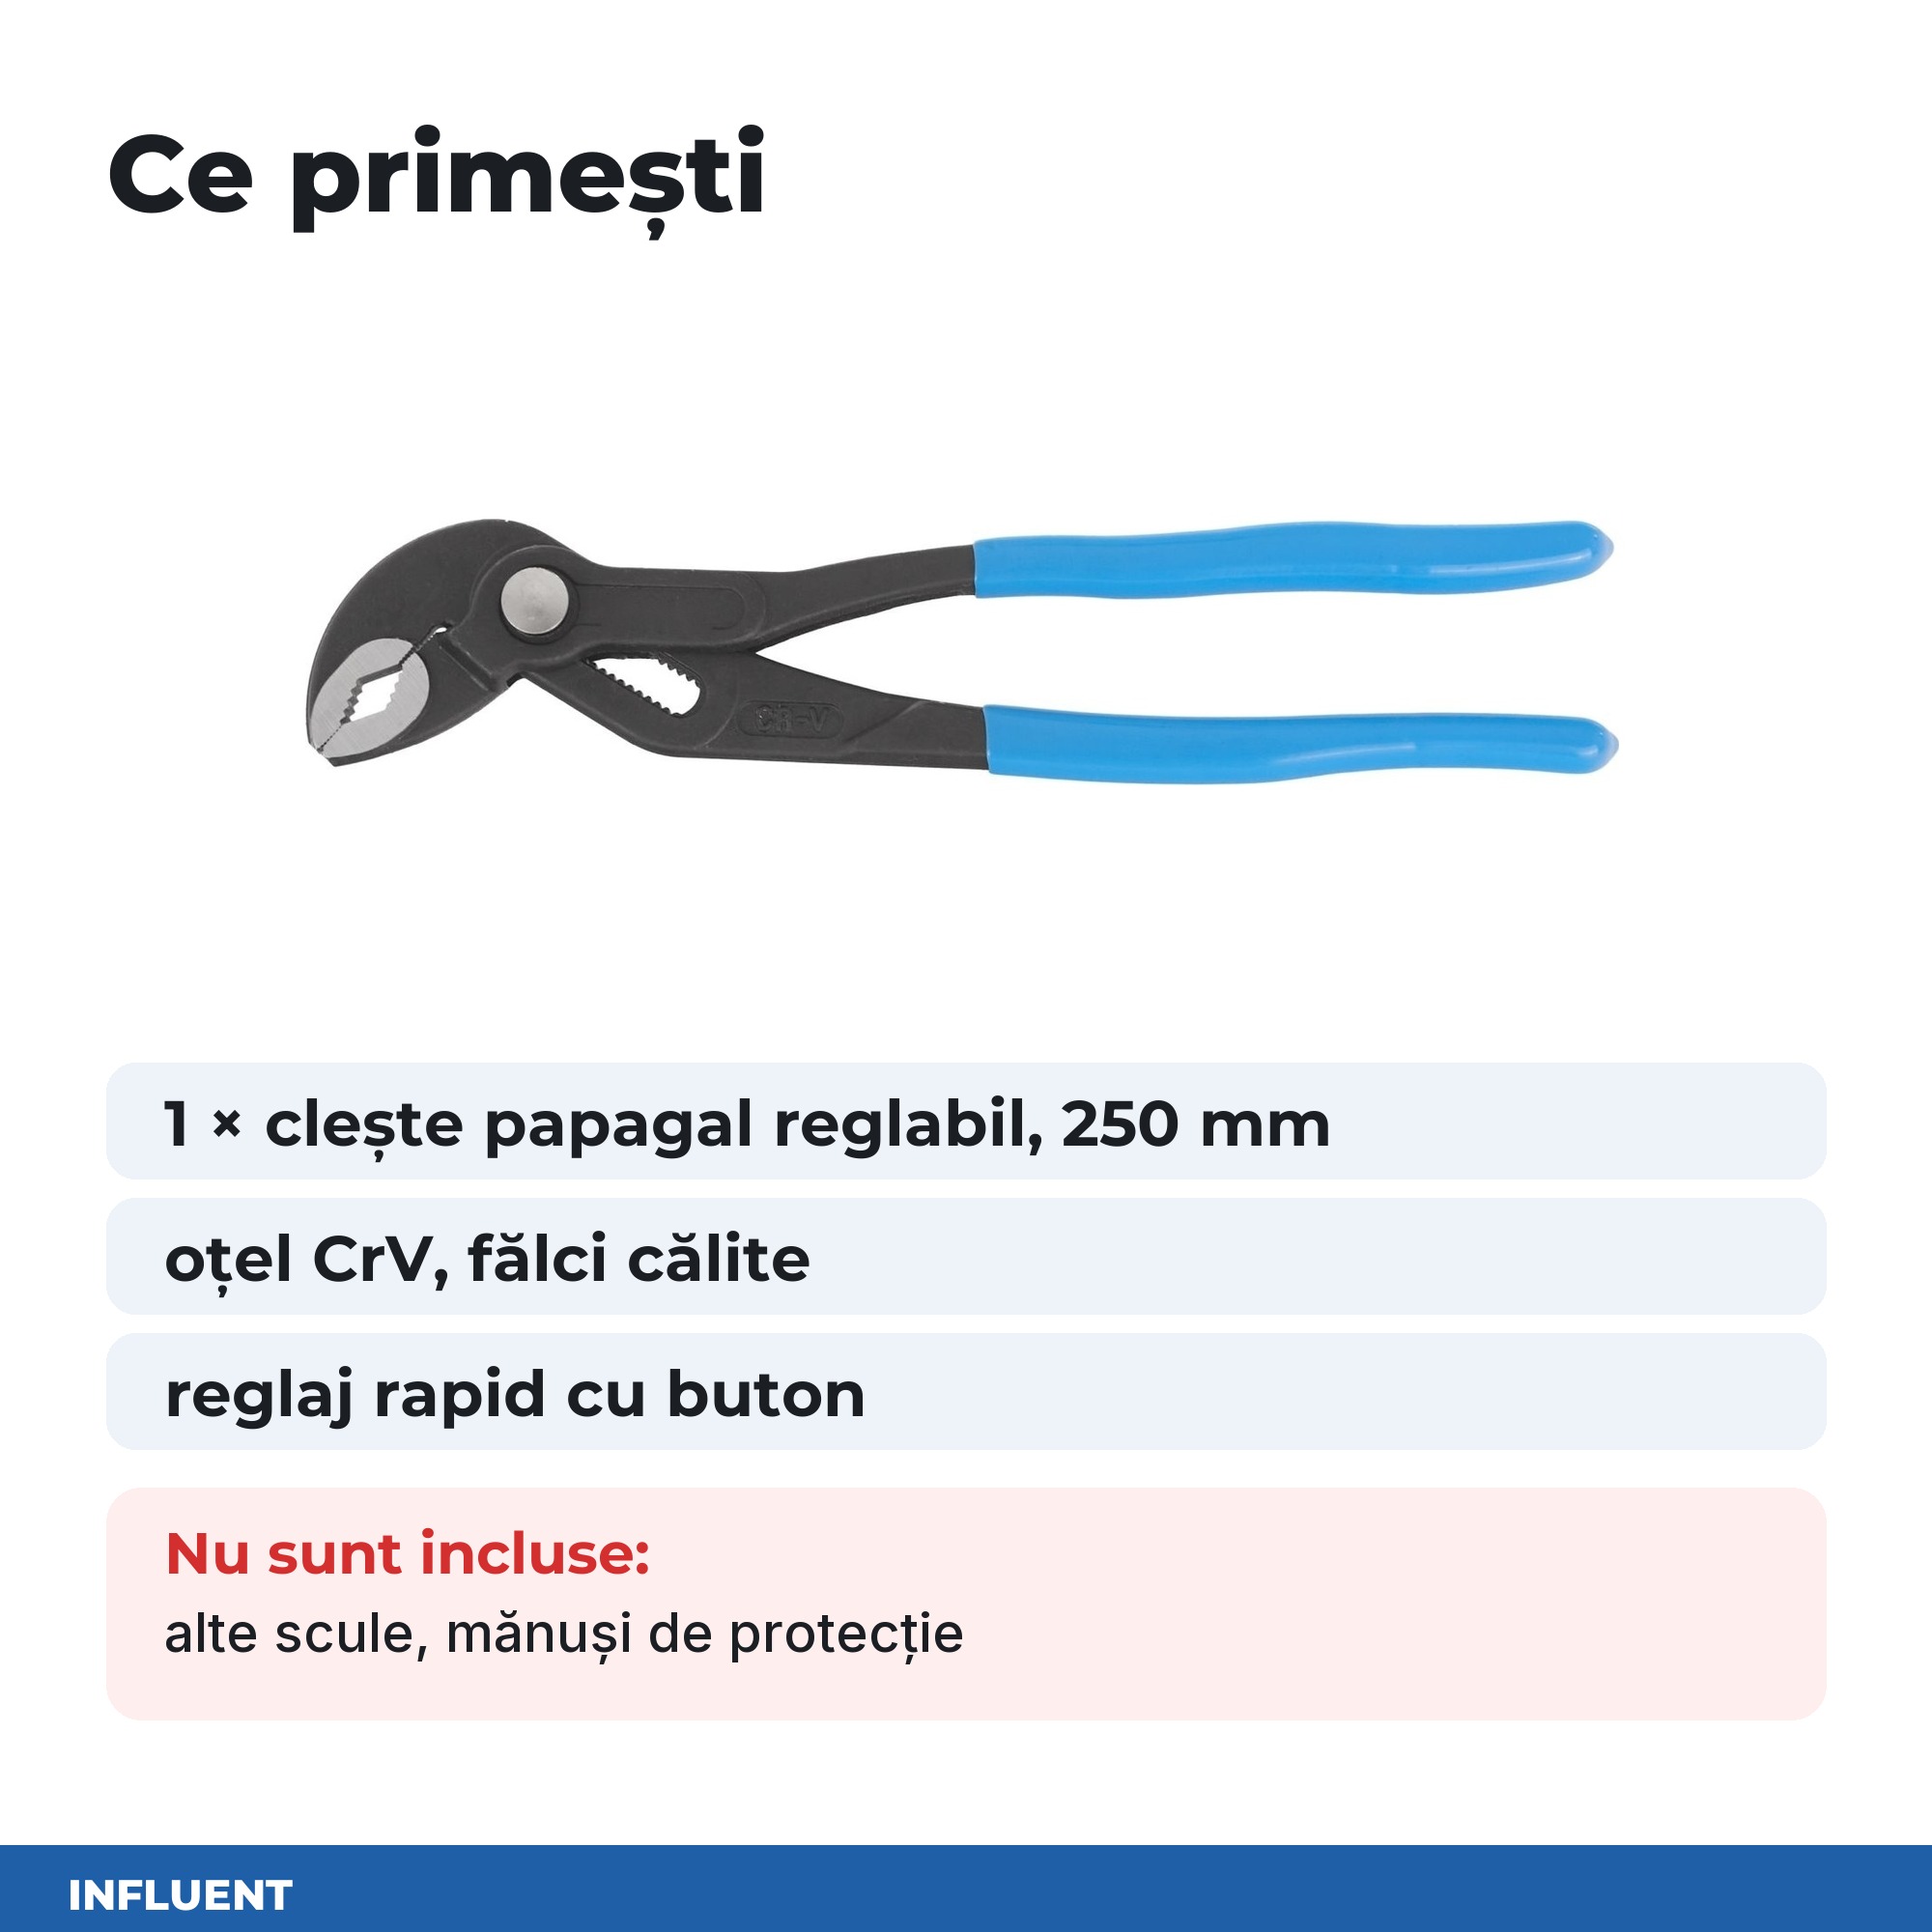 Ce primești
CR-V
1 × clește papagal reglabil, 250 mm
oțel CrV, fălci călite
reglaj rapid cu buton
Nu sunt incluse:
alte scule, mănuși de protecție
INFLUENT